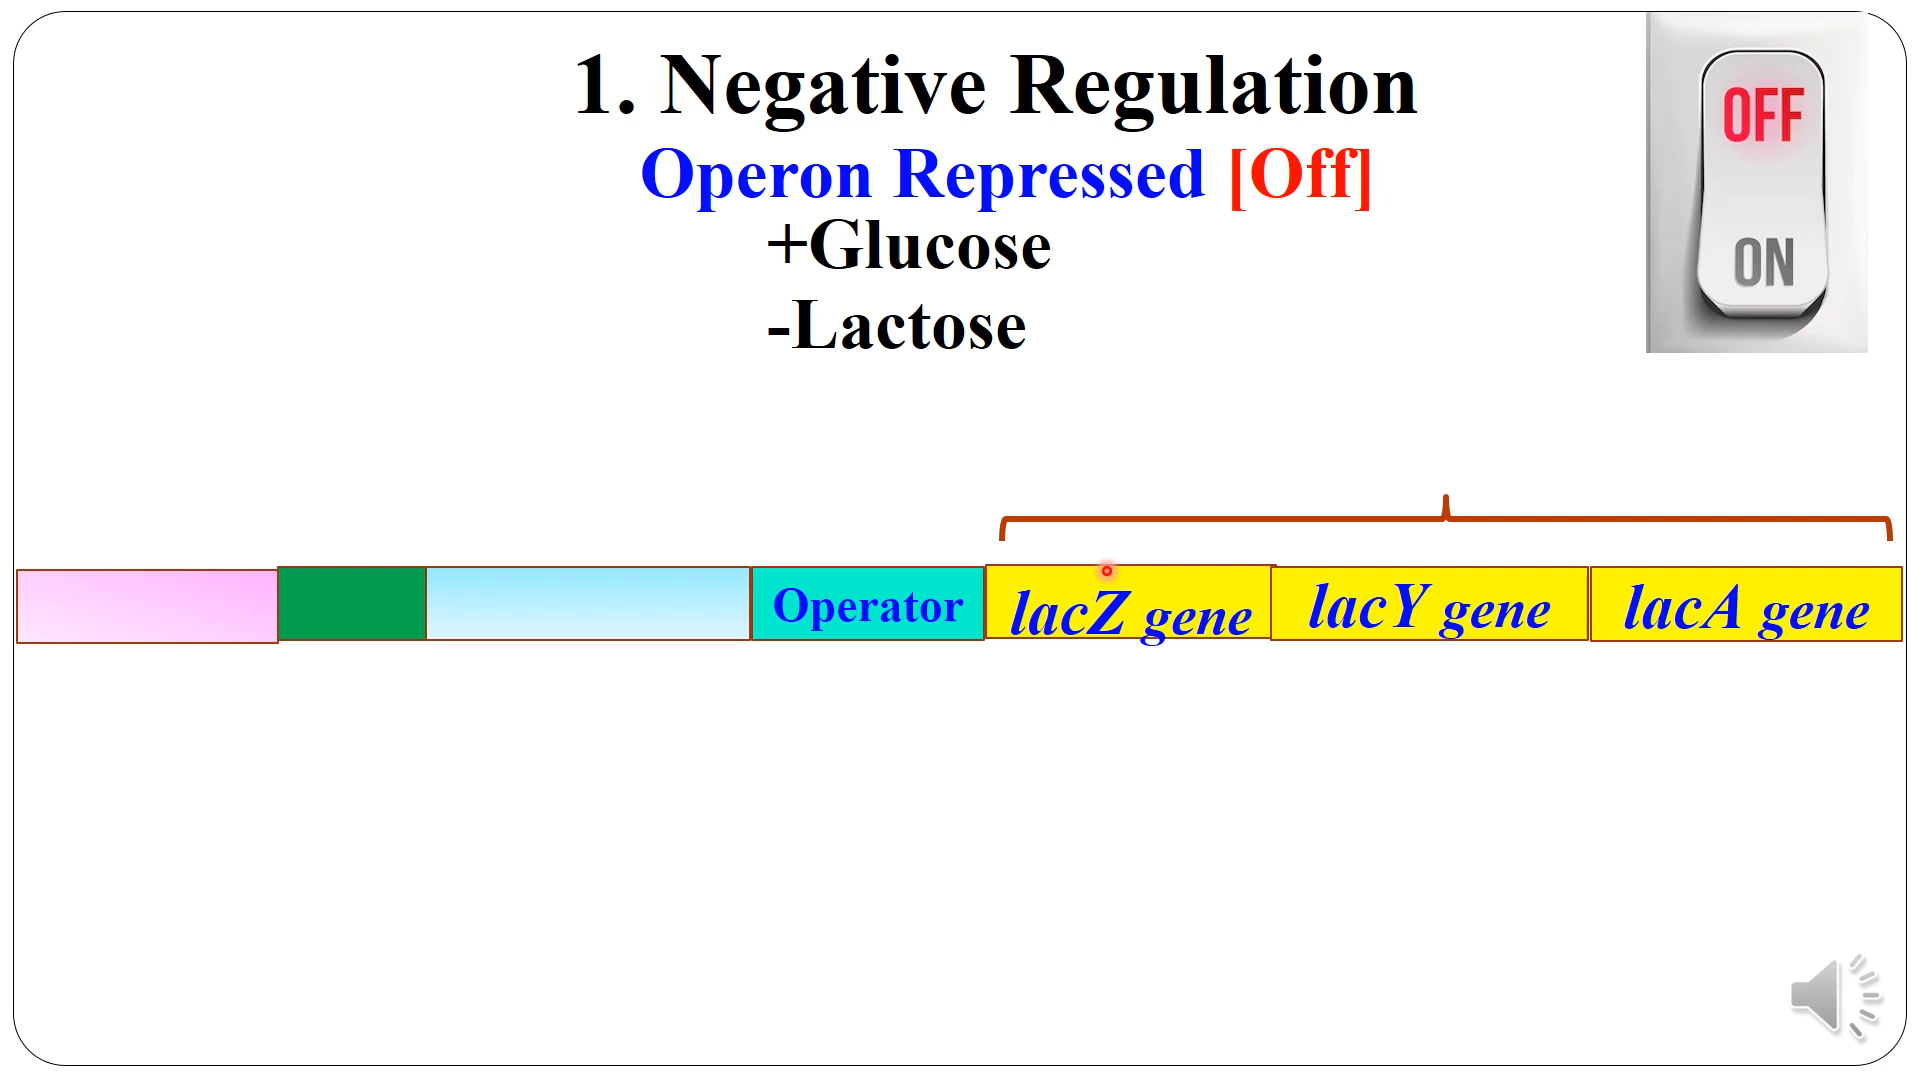 1. Negative Regulation
Operon Repressed [Off]
+Glucose
-Lactose
OFF
ON
Operator
lacZ gene
lacY gene
lacA gene